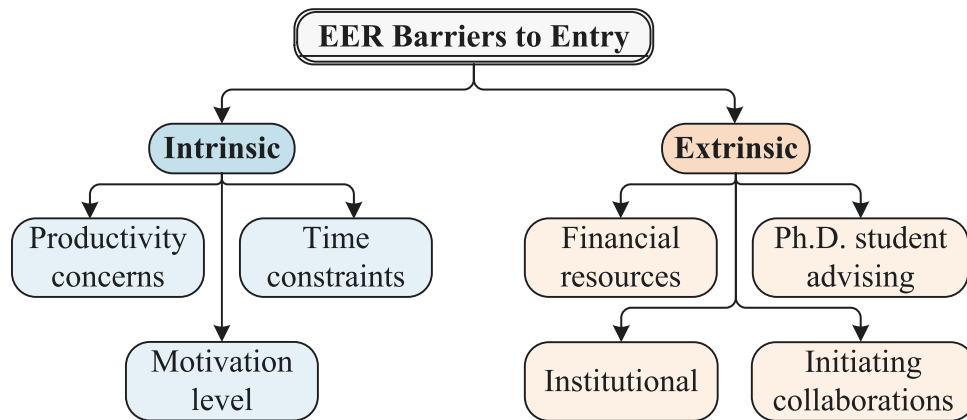 EER Barriers to Entry
Intrinsic
Extrinsic
Productivity
concerns
Time
constraints
Financial
resources
Ph.D. student
advising
Motivation
level
Institutional
Initiating
collaborations